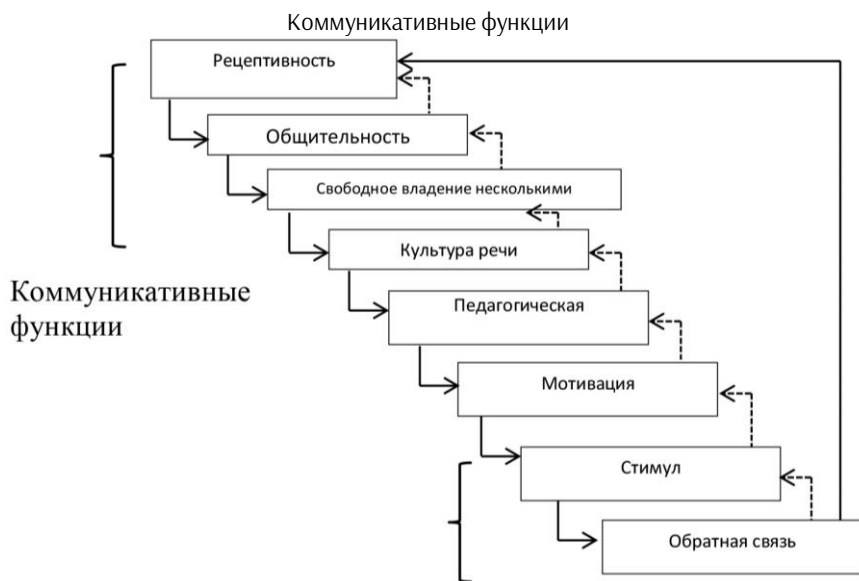 Коммуникативные функции
Рецептивность
Общительность
Свободное владение несколькими
Культура речи
Коммуникативные
функции
Педагогическая
Мотивация
Стимул
Обратная связь